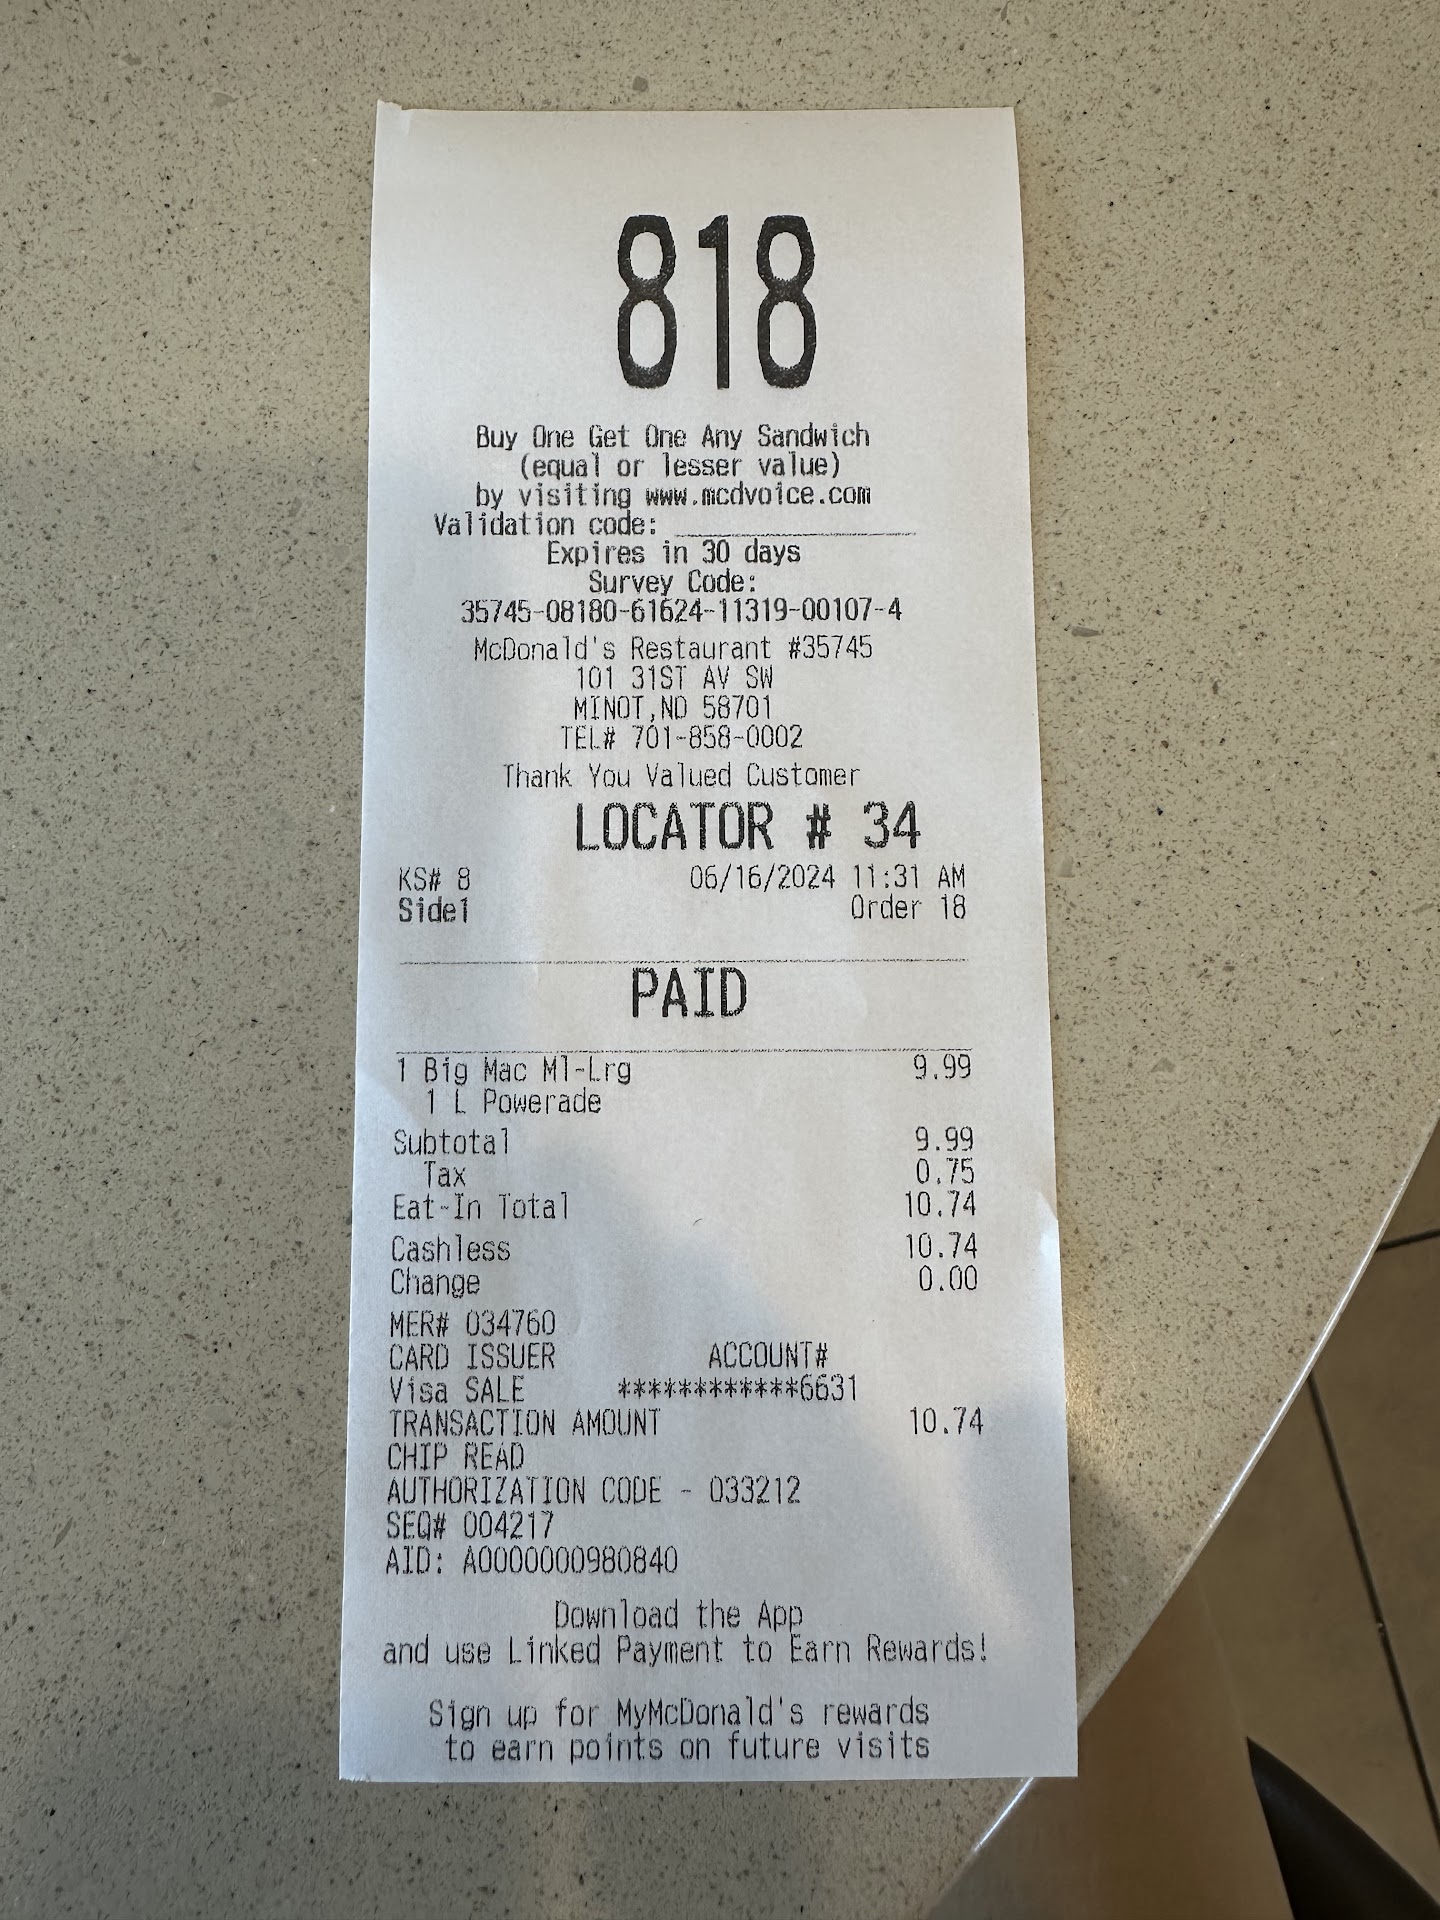 818
Buy One Get One Any Sandwich
(equal or lesser value)
by visiting www.mcdvoice.com
Validation code: ____________
Expires in 30 days
Survey Code:
35745-08180-61624-11319-00107-4
McDonald's Restaurant #35745
101 31ST AV SW
MINOT,ND 58701
TEL# 701-858-0002
Thank You Valued Customer
LOCATOR # 34
KS# 8 06/16/2024 11:31 AM
Side1 Order 18
PAID
1 Big Mac Ml-Lrg 9.99
1 L Powerade
Subtotal 9.99
Tax 0.75
Eat-In Total 10.74
Cashless 10.74
Change 0.00
MER# 034760
CARD ISSUER ACCOUNT#
Visa SALE ************6631
TRANSACTION AMOUNT 10.74
CHIP READ
AUTHORIZATION CODE - 033212
SEQ# 004217
AID: A0000000980840
Download the App
and use Linked Payment to Earn Rewards!
Sign up for MyMcDonald's rewards
to earn points on future visits